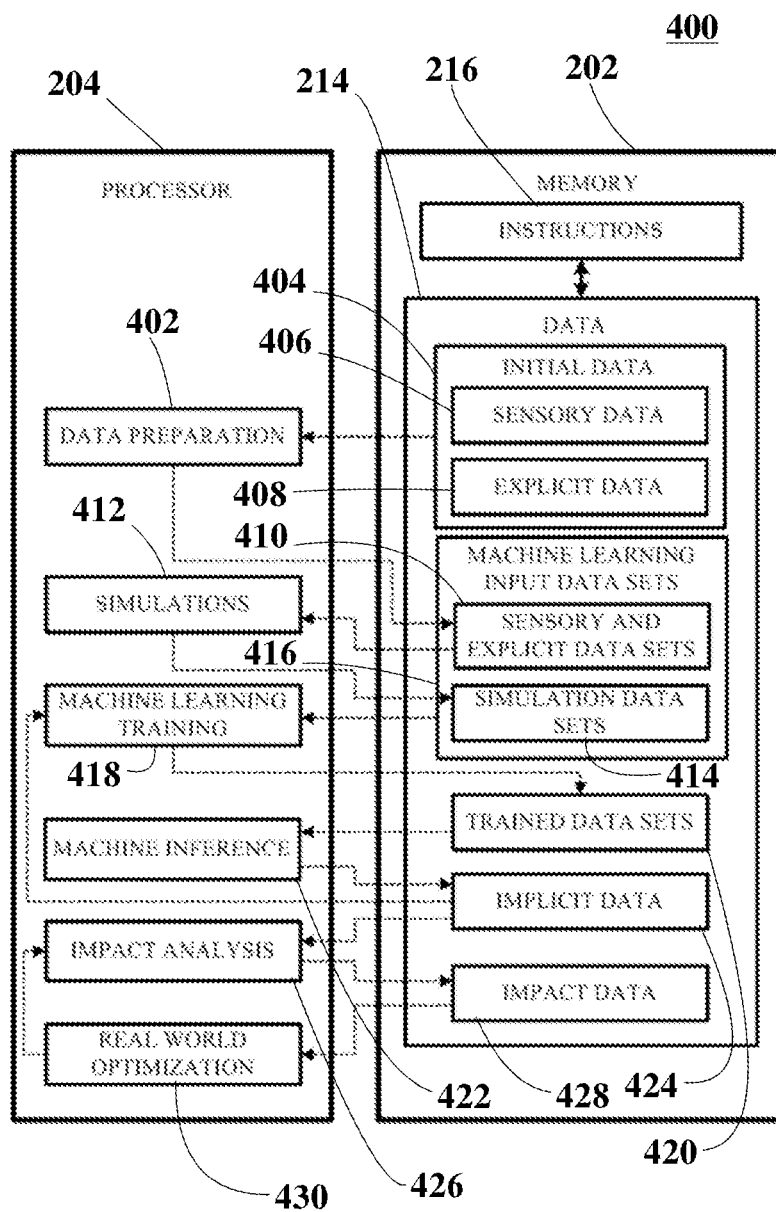 400
204
214
216
202
PROCESSOR
MEMORY
INSTRUCTIONS
404
402
406
DATA
INITIAL DATA
SENSORY DATA
DATA PREPARATION
408
EXPLICIT DATA
412
410
MACHINE LEARNING
INPUT DATA SETS
SIMULATIONS
SENSORY AND
EXPLICIT DATA SETS
416
MACHINE LEARNING
TRAINING
SIMULATION DATA
SETS
418
414
TRAINED DATA SETS
MACHINE INFERENCE
IMPLICIT DATA
IMPACT ANALYSIS
IMPACT DATA
REAL WORLD
OPTIMIZATION
422
428
424
420
430
426